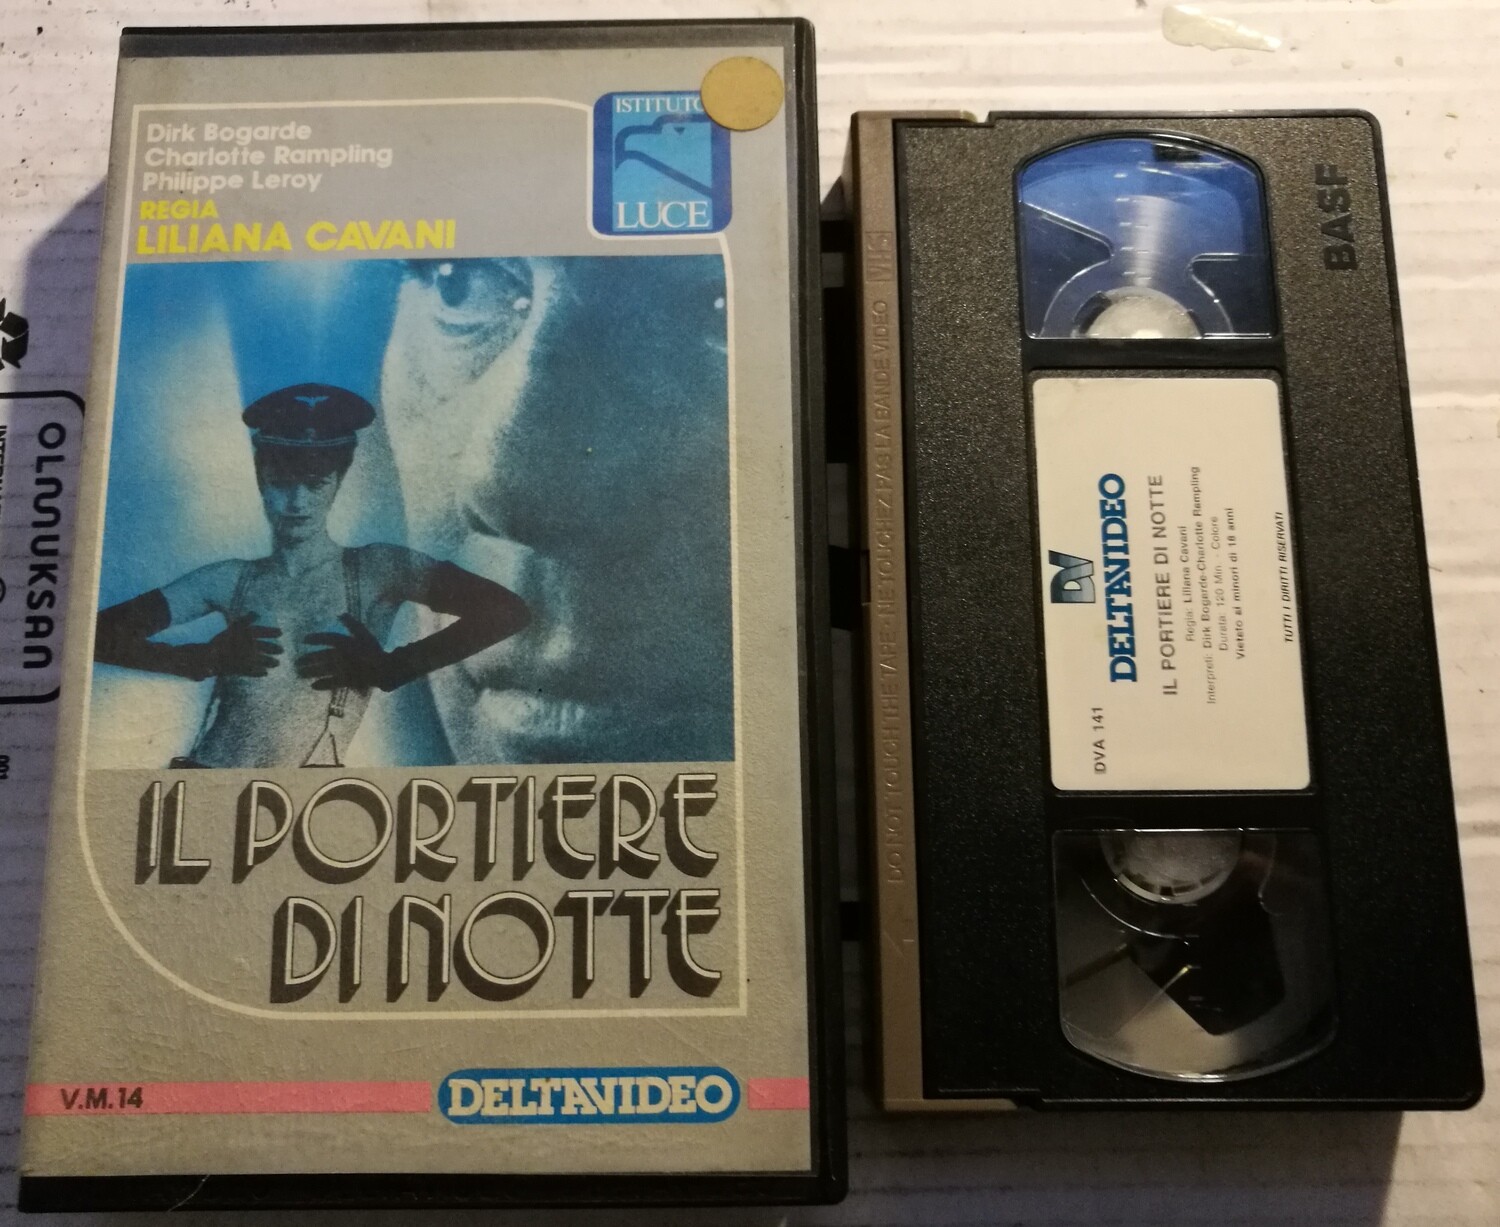 Dirk Bogarde
Charlotte Rampling
Philippe Leroy
REGIA
LILIANA CAVANI
ISTITUTO
LUCE
IL PORTIERE
DI NOTTE
V.M.14
DELTAVIDEO
OLMUKSAN
DO NOT TOUCH THE TAPE · NE TOUCHEZ PAS LA BANDE VIDEO VHS
BASF
DV
DELTAVIDEO
DVA 141
IL PORTIERE DI NOTTE
Regia: Liliana Cavani
Interpreti: Dirk Bogarde-Charlotte Rampling
Durata: 120 Min. - Colore
Vietato ai minori di 18 anni
TUTTI I DIRITTI RISERVATI